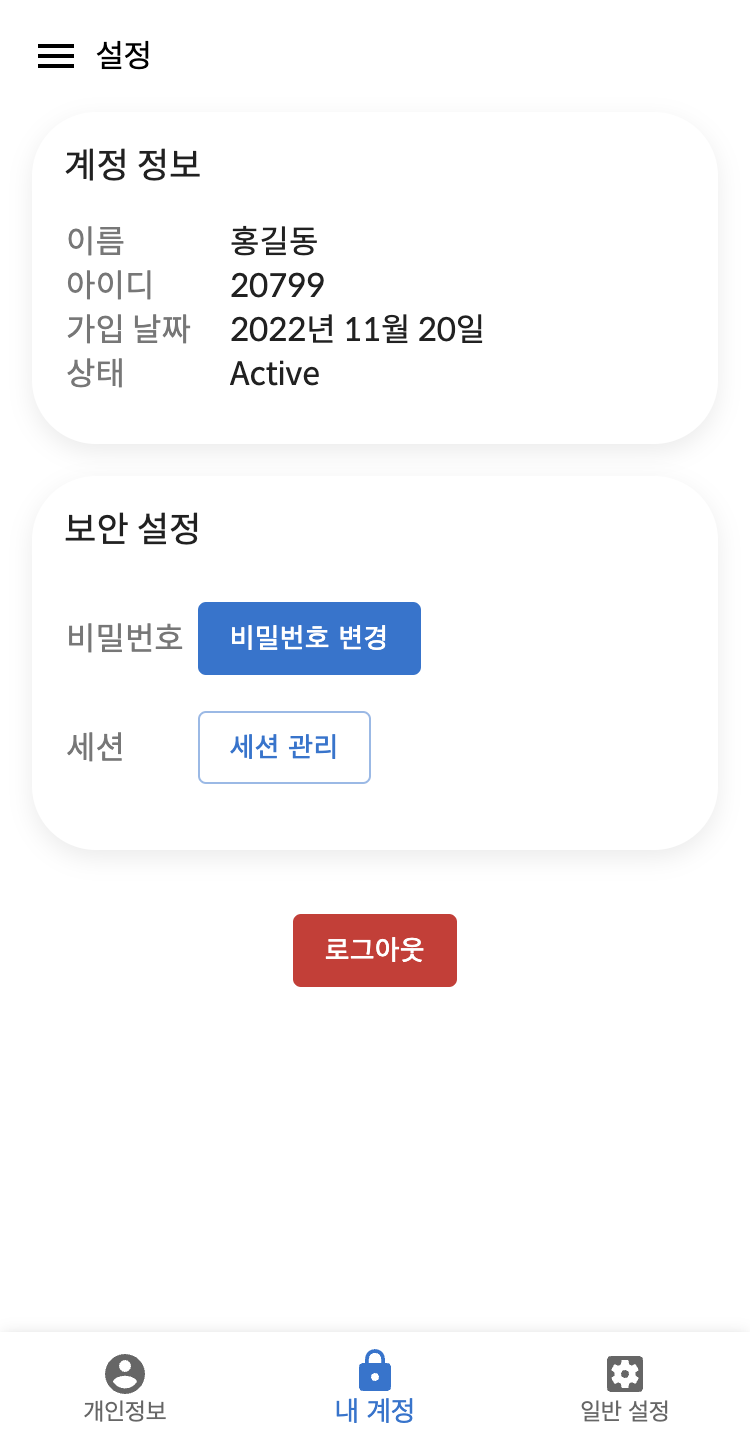 설정
계정 정보
이름 홍길동
아이디 20799
가입 날짜 2022년 11월 20일
상태 Active
보안 설정
비밀번호 비밀번호 변경
세션 세션 관리
로그아웃
개인정보 내 계정 일반 설정